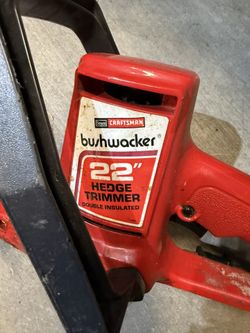 CRAFTSMAN
bushwacker
22"
HEDGE
TRIMMER
DOUBLE INSULATED